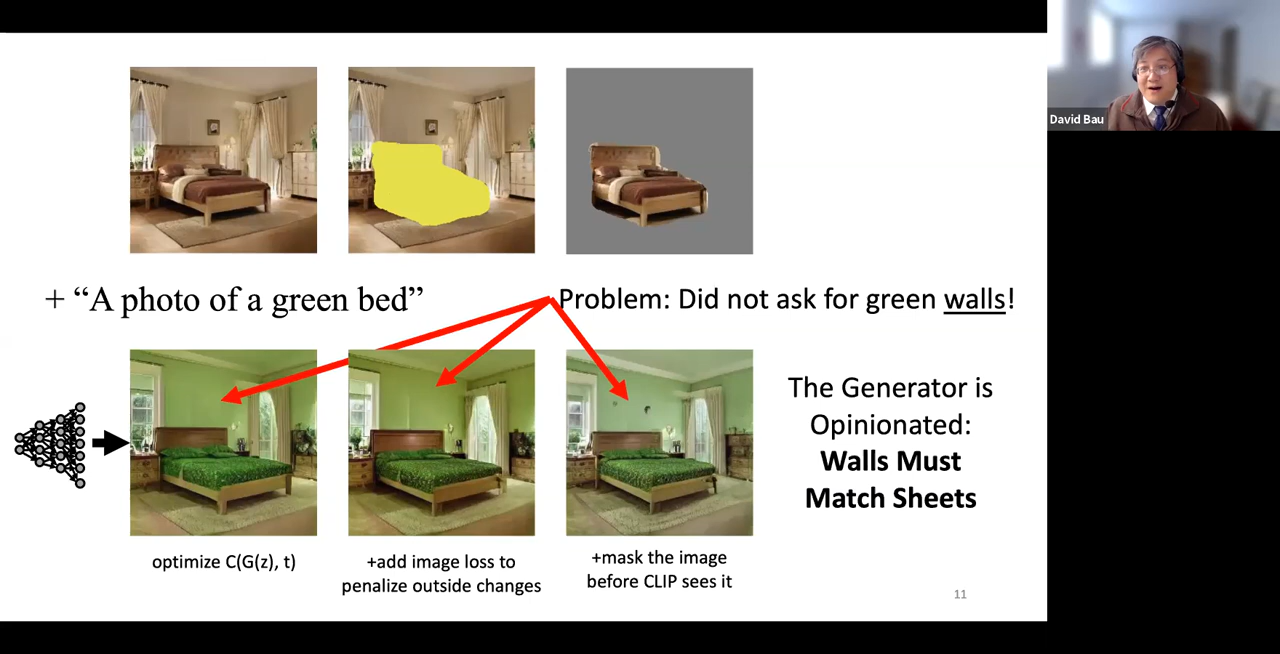 David Bau
+ “A photo of a green bed”
Problem: Did not ask for green walls!
The Generator is
Opinionated:
Walls Must
Match Sheets
optimize C(G(z), t)
+add image loss to
penalize outside changes
+mask the image
before CLIP sees it
11